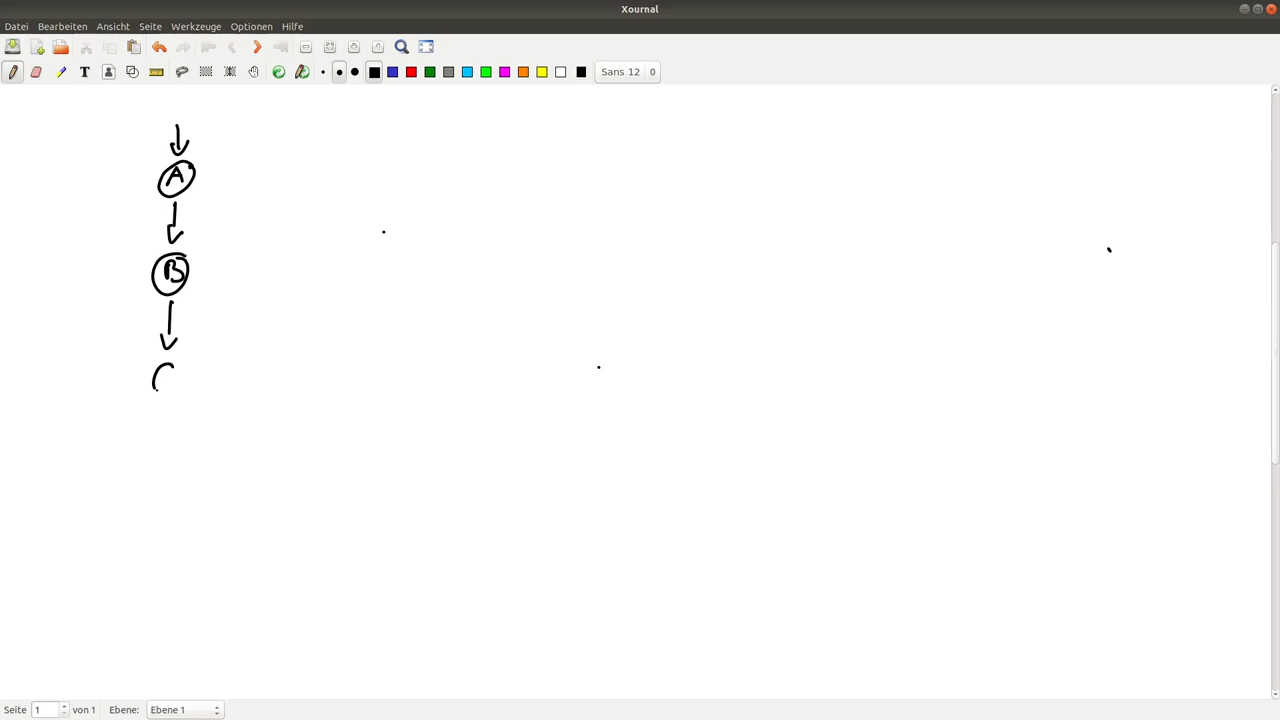 Xournal
Datei Bearbeiten Ansicht Seite Werkzeuge Optionen Hilfe
T Sans 12 0
A
B
Seite 1 von 1 Ebene: Ebene 1